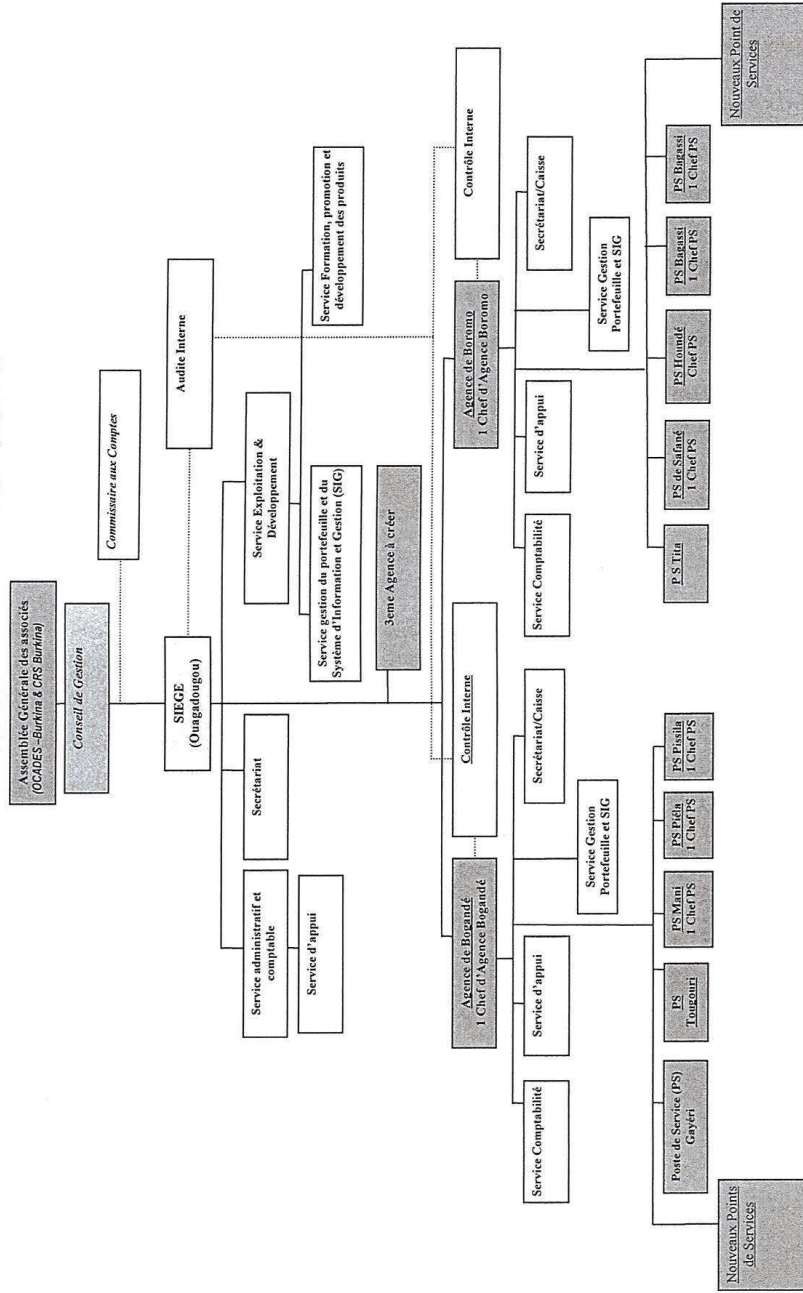 Assemblée Générale des associés
(OCADES –Burkina & CRS Burkina)
Conseil de Gestion
Commissaire aux Comptes
SIEGE
(Ouagadougou)
Audite Interne
Service administratif et
comptable
Secrétariat
Service Exploitation &
Développement
Service d'appui
Service gestion du portefeuille et du
Système d'Information et Gestion (SIG)
Service Formation, promotion et
développement des produits
3eme Agence à créer
Agence de Bogandé
1 Chef d'Agence Bogandé
Contrôle Interne
Agence de Boromo
1 Chef d'Agence Boromo
Contrôle Interne
Service Comptabilité
Service d'appui
Secrétariat/Caisse
Service Comptabilité
Service d'appui
Secrétariat/Caisse
Service Gestion
Portefeuille et SIG
Service Gestion
Portefeuille et SIG
Poste de Service (PS)
Gayéri
PS
Tougouri
PS Mani
1 Chef PS
PS Piéla
1 Chef PS
PS Pissila
1 Chef PS
P S Tita
PS de Safané
1 Chef PS
PS Houndé
Chef PS
PS Bagassi
1 Chef PS
PS Bagassi
1 Chef PS
Nouveaux Points
de Services
Nouveaux Point de
Services